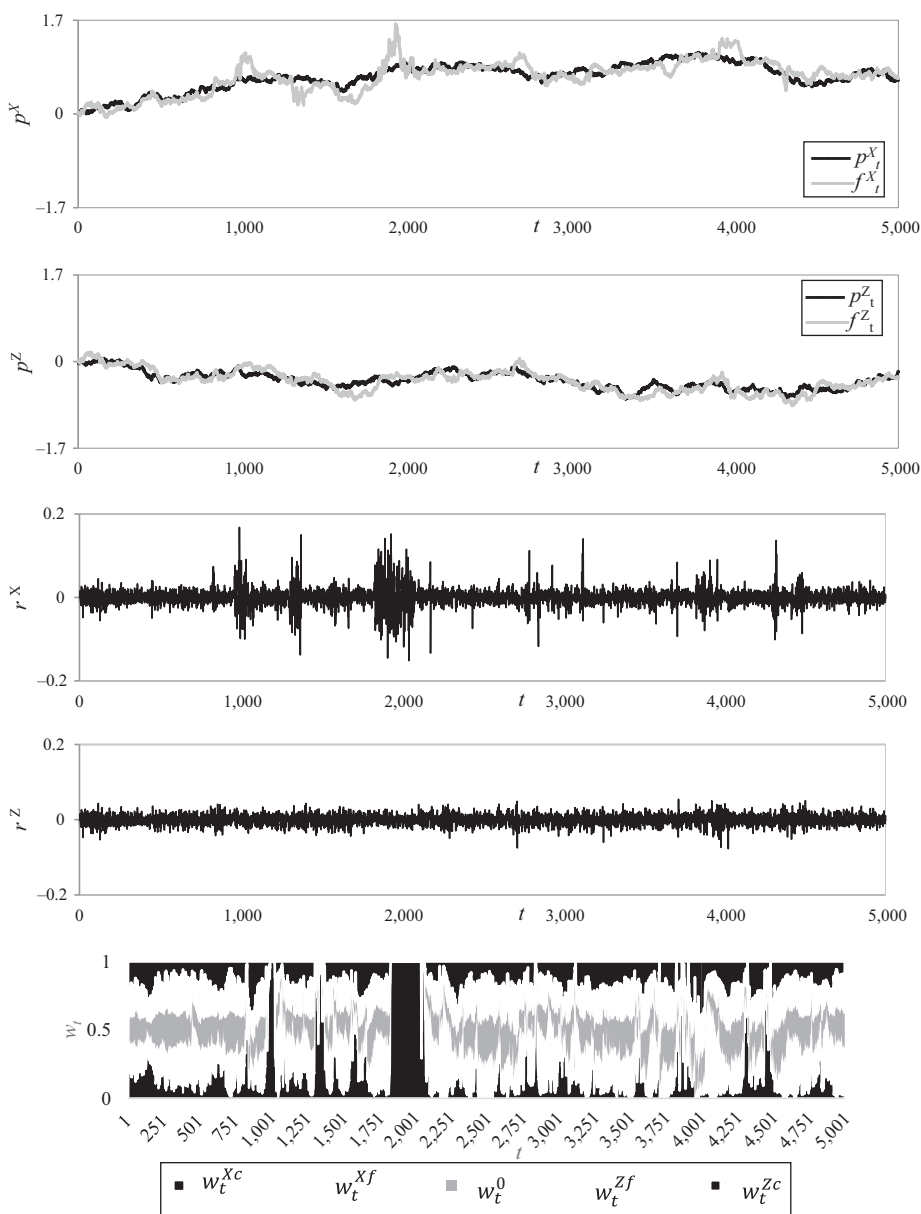 1.7
p^X
0
−1.7
p^X_t
f^X_t
0 1,000 2,000 t 3,000 4,000 5,000
1.7
p^Z
0
−1.7
p^Z_t
f^Z_t
0 1,000 2,000 t 3,000 4,000 5,000
0.2
r^X
0
−0.2
0 1,000 2,000 t 3,000 4,000 5,000
0.2
r^Z
0
−0.2
0 1,000 2,000 t 3,000 4,000 5,000
1
w_t
0.5
0
1 251 501 751 1,001 1,251 1,501 1,751 2,001 2,251 2,501 2,751 3,001 3,251 3,501 3,751 4,001 4,251 4,501 4,751 5,001
t
w_t^{Xc} w_t^{Xf} w_t^0 w_t^{Zf} w_t^{Zc}